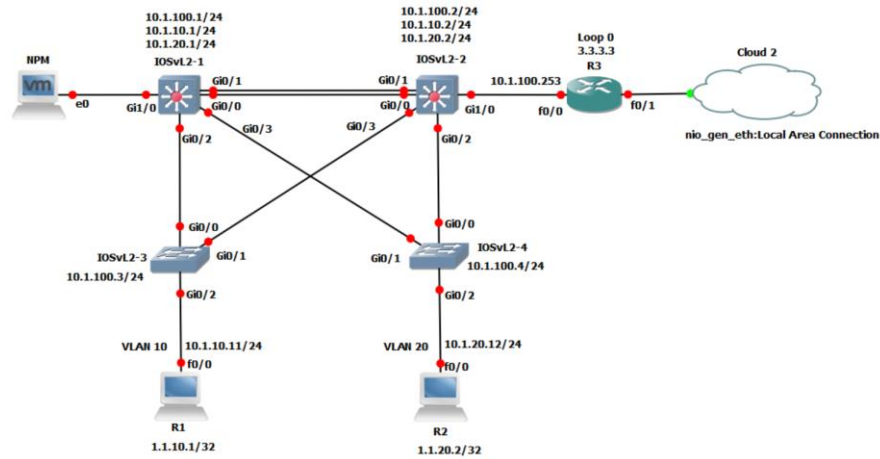 10.1.100.1/24
10.1.10.1/24
10.1.20.1/24
10.1.100.2/24
10.1.10.2/24
10.1.20.2/24
Loop 0
3.3.3.3
R3
Cloud 2
NPM
IOSvL2-1
IOSvL2-2
vm
e0
Gi1/0
Gi0/1
Gi0/0
Gi0/1
Gi0/0
10.1.100.253
Gi1/0
f0/0
f0/1
nio_gen_eth:Local Area Connection
Gi0/2
Gi0/3
Gi0/3
Gi0/2
Gi0/0
Gi0/0
IOSvL2-3
Gi0/1
10.1.100.3/24
Gi0/1
IOSvL2-4
10.1.100.4/24
Gi0/2
Gi0/2
VLAN 10
10.1.10.11/24
f0/0
VLAN 20
10.1.20.12/24
f0/0
R1
1.1.10.1/32
R2
1.1.20.2/32